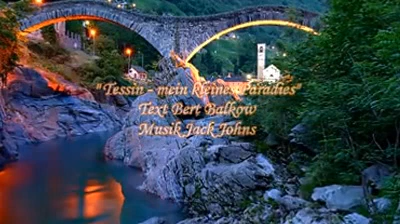 "Tessin - mein kleines Paradies"
Text Bert Balkow
Musik Jack Johns